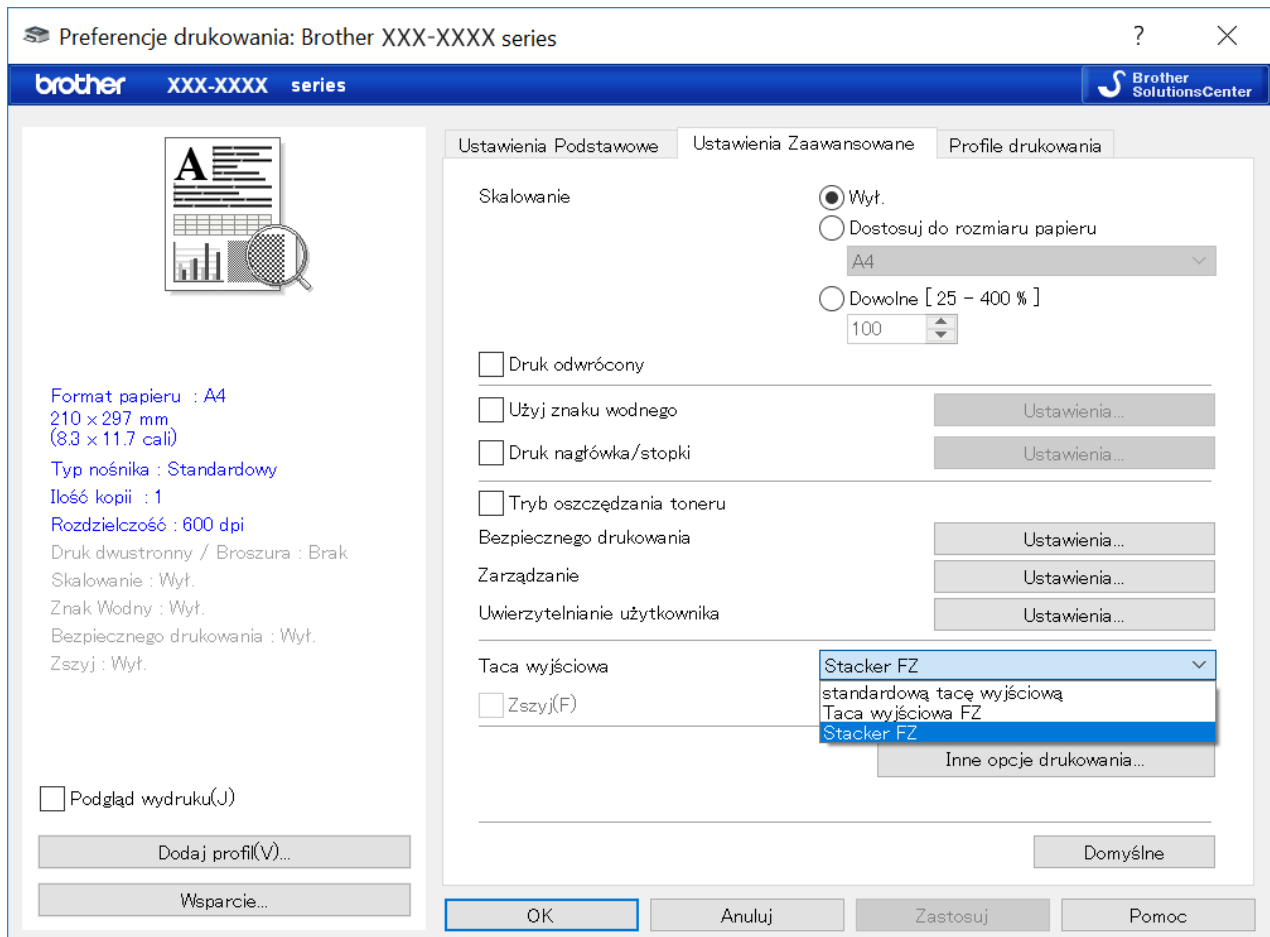 Preferencje drukowania: Brother XXX-XXXX series
?
brother XXX-XXXX series
Brother
SolutionsCenter
A
Format papieru : A4
210 x 297 mm
(8.3 x 11.7 cali)
Typ nośnika : Standardowy
Ilość kopii : 1
Rozdzielczość : 600 dpi
Druk dwustronny / Broszura : Brak
Skalowanie : Wył.
Znak Wodny : Wył.
Bezpiecznego drukowania : Wył.
Zszyj : Wył.
Podgląd wydruku(J)
Dodaj profil(V)...
Wsparcie...
Ustawienia Podstawowe
Ustawienia Zaawansowane
Profile drukowania
Skalowanie
Wył.
Dostosuj do rozmiaru papieru
A4
Dowolne [ 25 - 400 % ]
100
Druk odwrócony
Użyj znaku wodnego
Ustawienia...
Druk nagłówka/stopki
Ustawienia...
Tryb oszczędzania toneru
Bezpiecznego drukowania
Ustawienia...
Zarządzanie
Ustawienia...
Uwierzytelnianie użytkownika
Ustawienia...
Taca wyjściowa
Stacker FZ
standardową tacę wyjściową
Taca wyjściowa FZ
Stacker FZ
Zszyj(F)
Inne opcje drukowania...
Domyślne
OK
Anuluj
Zastosuj
Pomoc